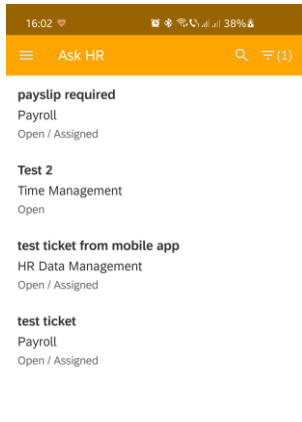 16:02 38%
Ask HR (1)
payslip required
Payroll
Open / Assigned
Test 2
Time Management
Open
test ticket from mobile app
HR Data Management
Open / Assigned
test ticket
Payroll
Open / Assigned